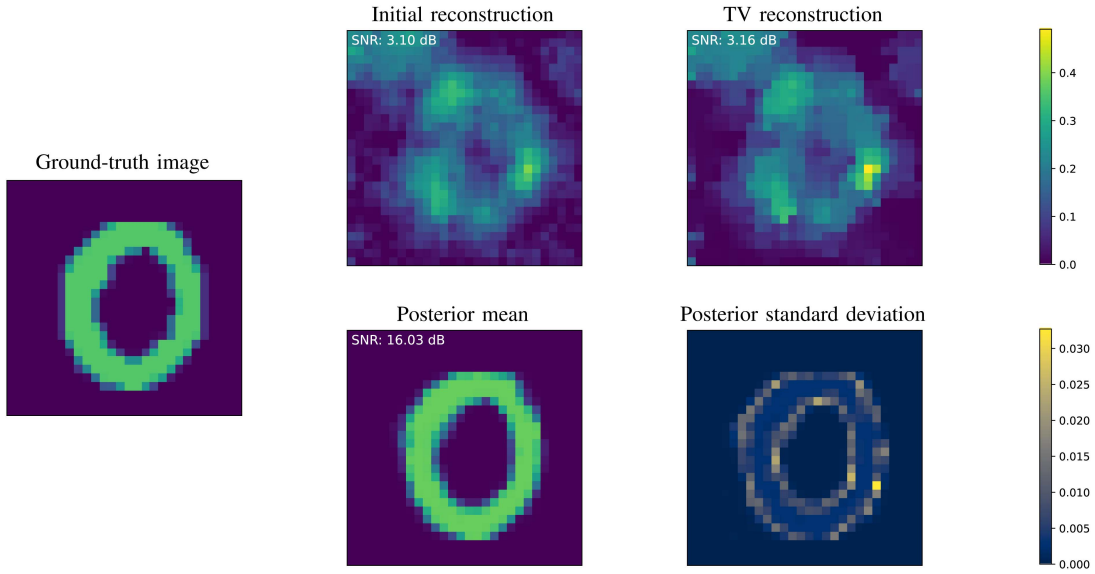 Initial reconstruction
TV reconstruction
SNR: 3.10 dB
SNR: 3.16 dB
0.4
0.3
0.2
0.1
0.0
Ground-truth image
Posterior mean
Posterior standard deviation
SNR: 16.03 dB
0.030
0.025
0.020
0.015
0.010
0.005
0.000